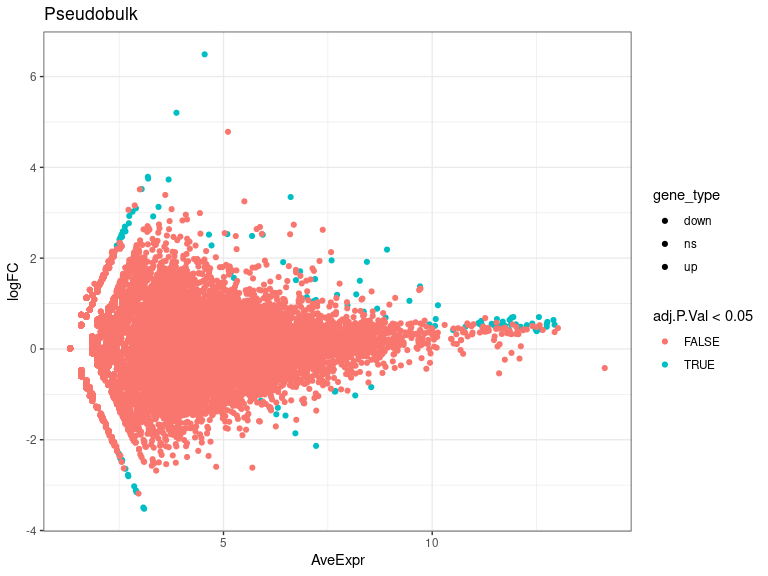 Pseudobulk
6
4
2
0
-2
-4
logFC
5
10
AveExpr
gene_type
down
ns
up
adj.P.Val < 0.05
FALSE
TRUE